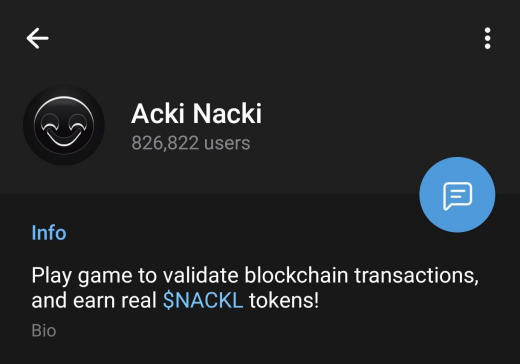 Acki Nacki
826,822 users
Info
Play game to validate blockchain transactions,
and earn real $NACKL tokens!
Bio